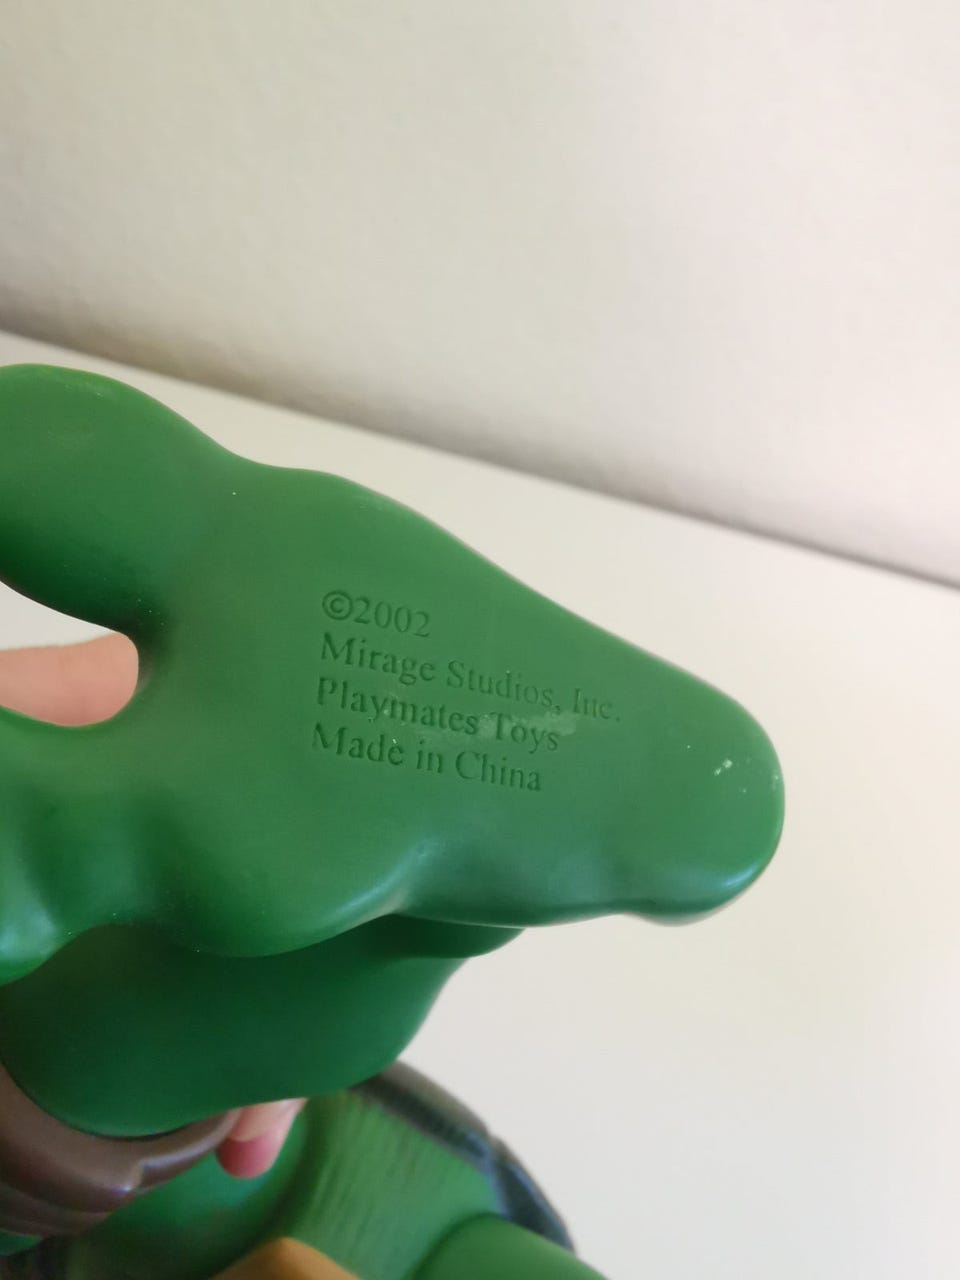 ©2002
Mirage Studios, Inc.
Playmates Toys
Made in China